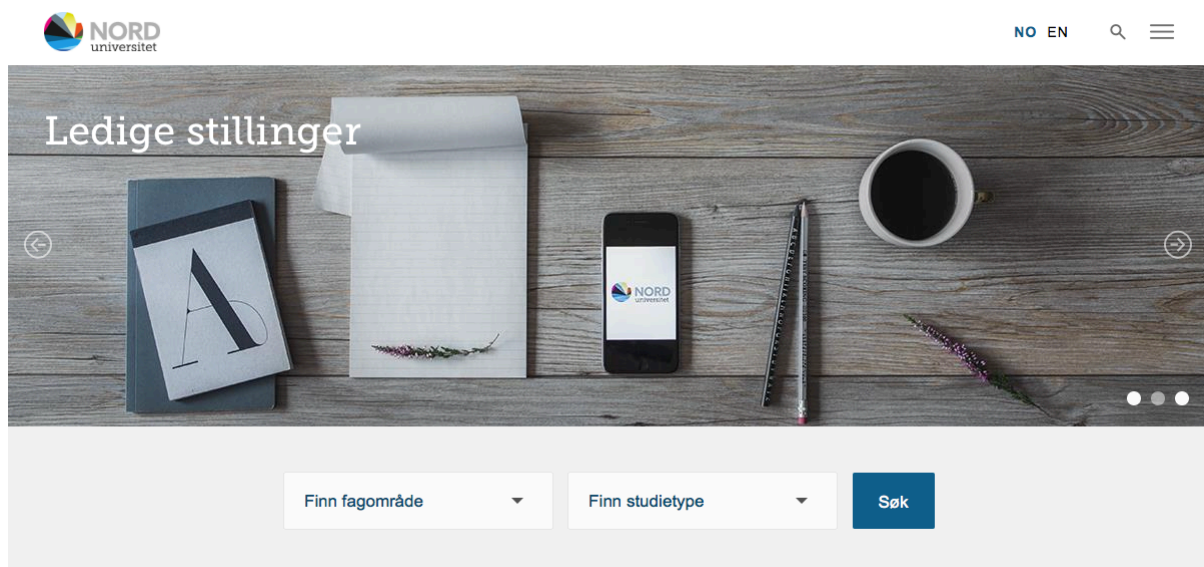 NORD
universitet
NO EN
Ledige stillinger
A
NORD
universitet
Finn fagområde
Finn studietype
Søk